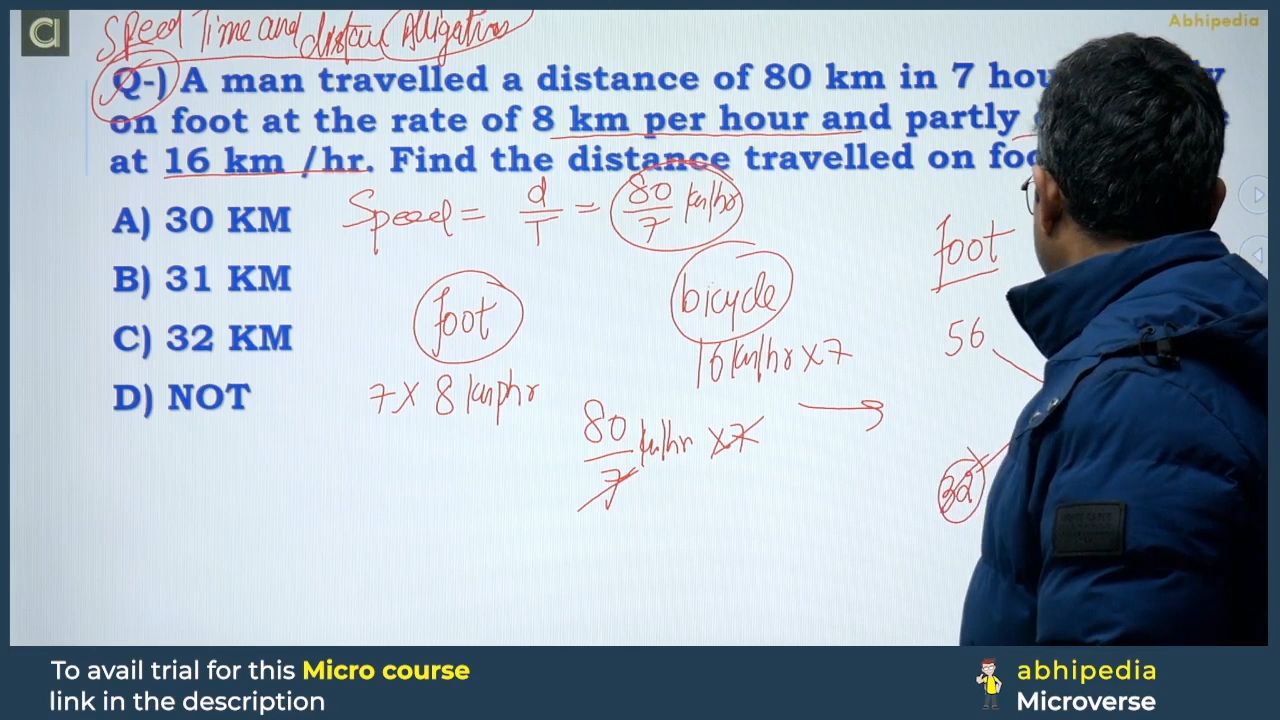 Speed Time and distance (Alligation)
Abhipedia
Q-) A man travelled a distance of 80 km in 7 hou
on foot at the rate of 8 km per hour and partly
at 16 km /hr. Find the distance travelled on foo
A) 30 KM
B) 31 KM
C) 32 KM
D) NOT
Speed = d/T = 80/7 km/hr
foot
bicycle
foot
16 km/hr x 7
56
7 x 8 kmphr
80/7 km/hr x 7
32
To avail trial for this Micro course
link in the description
abhipedia
Microverse